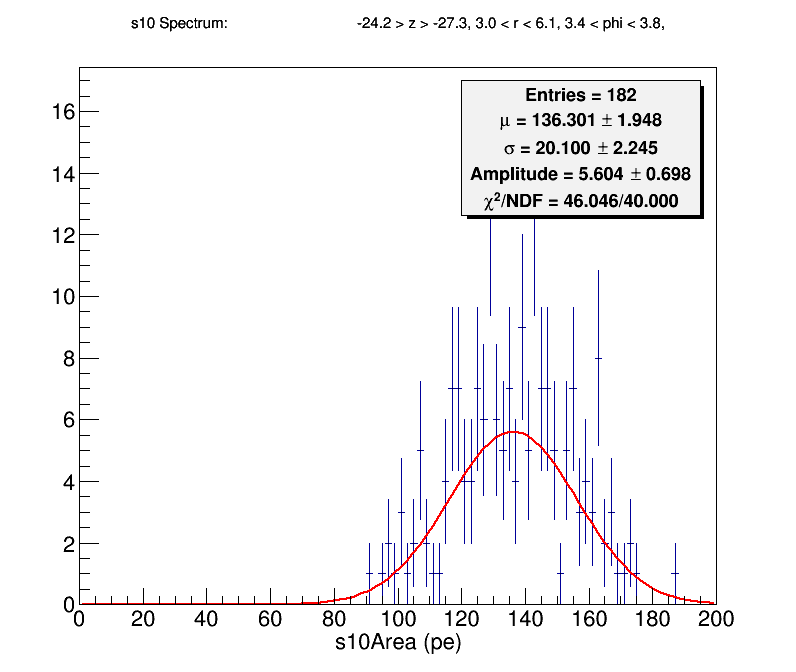 s10 Spectrum: -24.2 > z > -27.3, 3.0 < r < 6.1, 3.4 < phi < 3.8,
Entries = 182
μ = 136.301 ± 1.948
σ = 20.100 ± 2.245
Amplitude = 5.604 ± 0.698
χ²/NDF = 46.046/40.000
16
14
12
10
8
6
4
2
0
0 20 40 60 80 100 120 140 160 180 200
s10Area (pe)